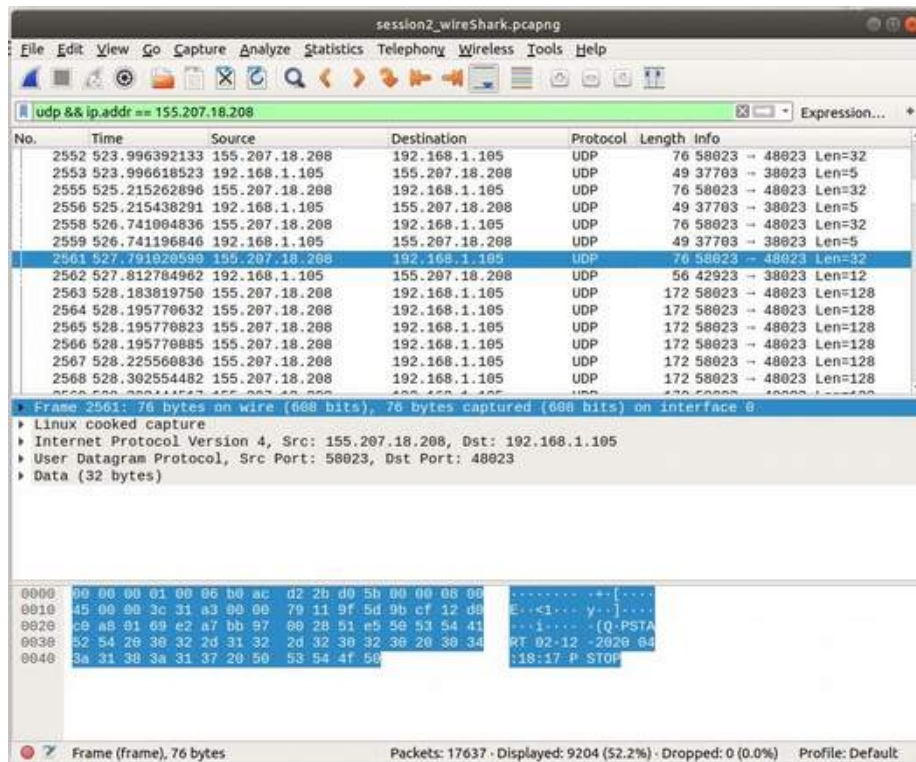 session2_wireShark.pcapng
File Edit View Go Capture Analyze Statistics Telephony Wireless Tools Help
udp && ip.addr == 155.207.18.208 Expression... +
No. Time Source Destination Protocol Length Info
2552 523.996392133 155.207.18.208 192.168.1.105 UDP 76 58023 → 48023 Len=32
2553 523.996618523 192.168.1.105 155.207.18.208 UDP 49 37703 → 38023 Len=5
2555 525.215262896 155.207.18.208 192.168.1.105 UDP 76 58023 → 48023 Len=32
2556 525.215438291 192.168.1.105 155.207.18.208 UDP 49 37703 → 38023 Len=5
2558 526.741004836 155.207.18.208 192.168.1.105 UDP 76 58023 → 48023 Len=32
2559 526.741196846 192.168.1.105 155.207.18.208 UDP 49 37703 → 38023 Len=5
2561 527.791020590 155.207.18.208 192.168.1.105 UDP 76 58023 → 48023 Len=32
2562 527.812784962 192.168.1.105 155.207.18.208 UDP 56 42923 → 38023 Len=12
2563 528.183819750 155.207.18.208 192.168.1.105 UDP 172 58023 → 48023 Len=128
2564 528.195770632 155.207.18.208 192.168.1.105 UDP 172 58023 → 48023 Len=128
2565 528.195770823 155.207.18.208 192.168.1.105 UDP 172 58023 → 48023 Len=128
2566 528.195770885 155.207.18.208 192.168.1.105 UDP 172 58023 → 48023 Len=128
2567 528.225560836 155.207.18.208 192.168.1.105 UDP 172 58023 → 48023 Len=128
2568 528.302554482 155.207.18.208 192.168.1.105 UDP 172 58023 → 48023 Len=128
Frame 2561: 76 bytes on wire (608 bits), 76 bytes captured (608 bits) on interface 0
Linux cooked capture
Internet Protocol Version 4, Src: 155.207.18.208, Dst: 192.168.1.105
User Datagram Protocol, Src Port: 58023, Dst Port: 48023
Data (32 bytes)
0000 00 00 00 01 00 06 b0 ac d2 2b d0 5b 00 00 08 00 ········ ·+·[····
0010 45 00 00 3c 31 a3 00 00 79 11 9f 5d 9b cf 12 d0 E··<1··· y··]····
0020 c0 a8 01 69 e2 a7 bb 97 00 28 51 e5 50 53 54 41 ···i···· ·(Q·PSTA
0030 52 54 20 30 32 2d 31 32 2d 32 30 32 30 20 30 34 RT 02-12 -2020 04
0040 3a 31 38 3a 31 37 20 50 53 54 4f 50 :18:17 P STOP
Frame (frame), 76 bytes Packets: 17637 · Displayed: 9204 (52.2%) · Dropped: 0 (0.0%) Profile: Default